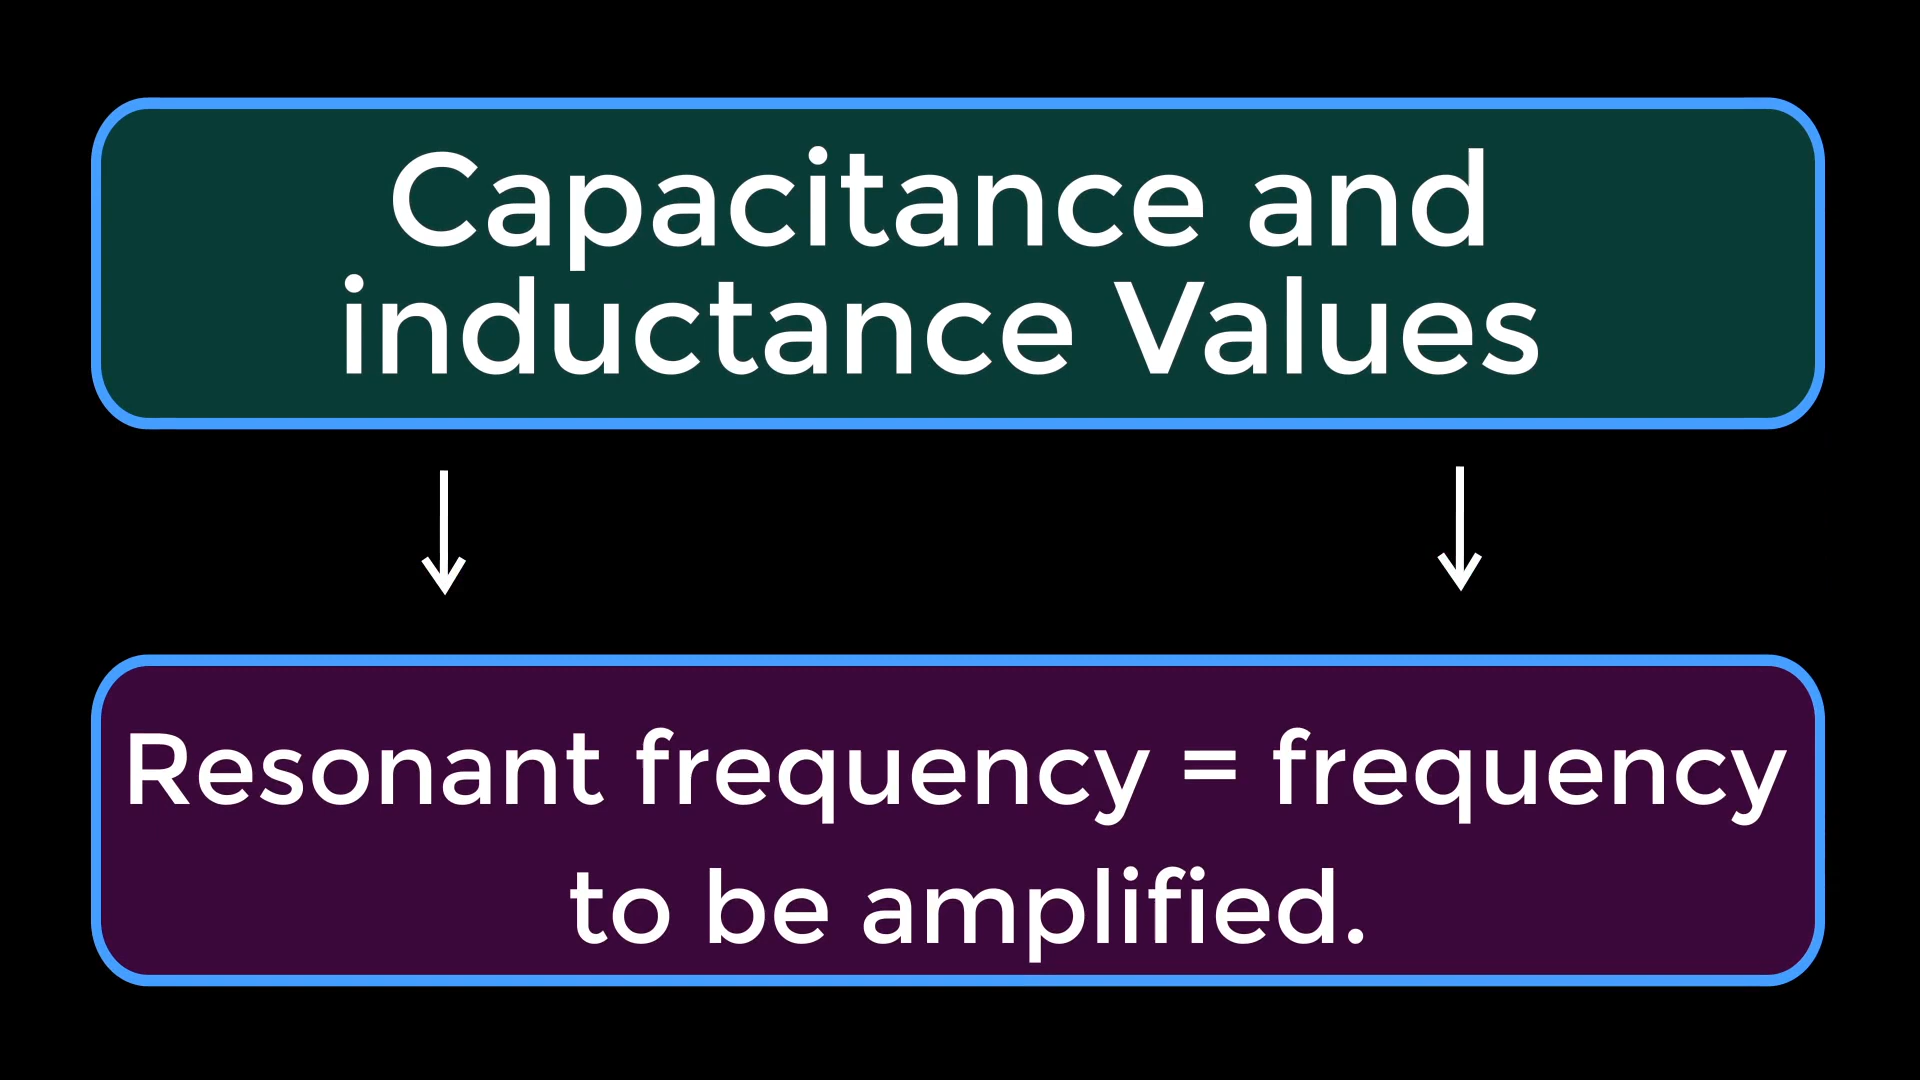 Capacitance and
inductance Values
Resonant frequency = frequency
to be amplified.